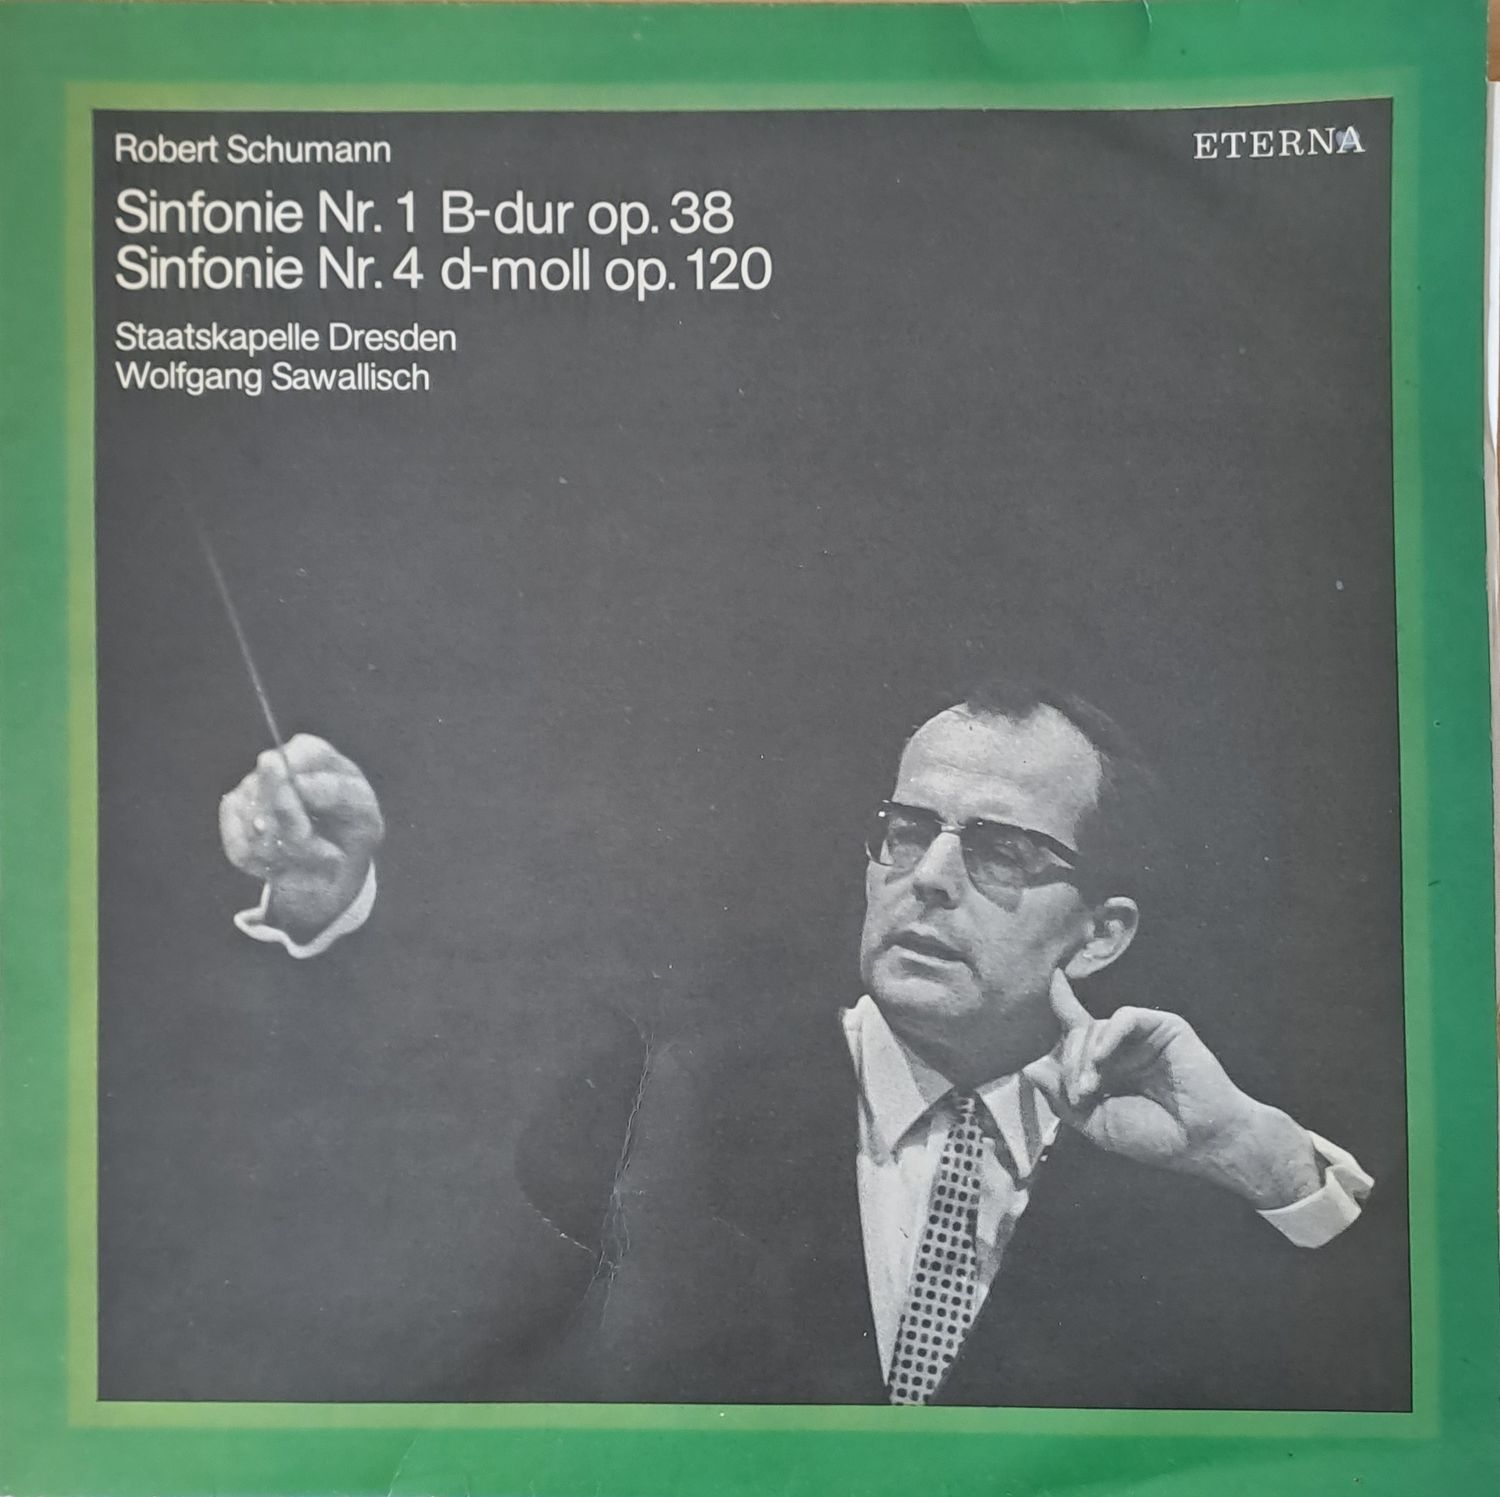 Robert Schumann
ETERNA
Sinfonie Nr. 1 B-dur op. 38
Sinfonie Nr. 4 d-moll op. 120
Staatskapelle Dresden
Wolfgang Sawallisch